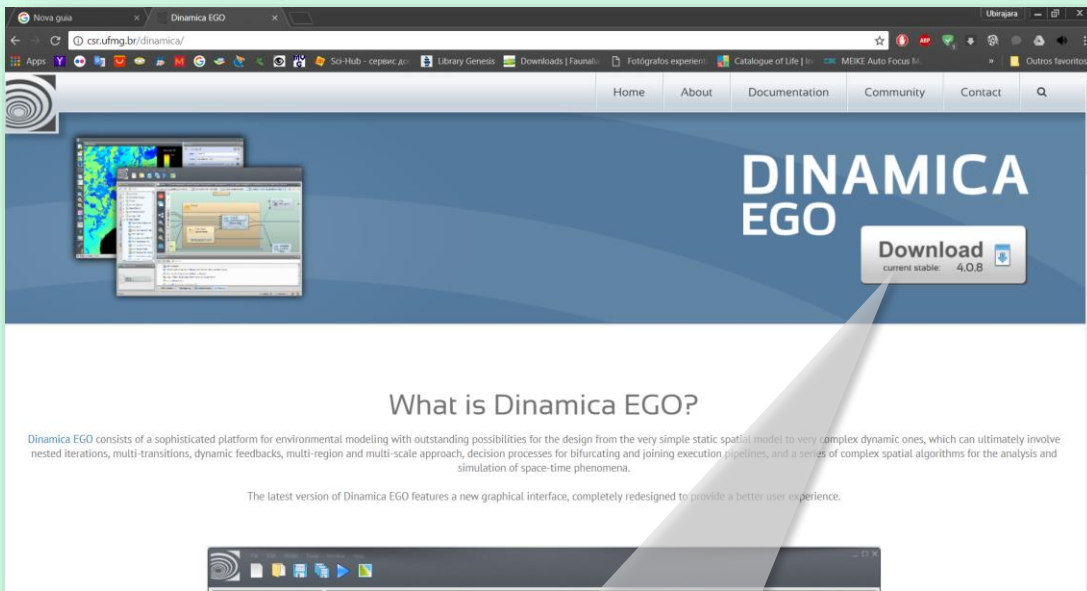 Nova guia
Dinamica EGO
Ubirajara
csr.ufmg.br/dinamica/
Apps
Sci-Hub - сервис дос
Library Genesis
Downloads | Faunalia
Fotógrafos experient
Catalogue of Life | In
MEIKE Auto Focus M
»
Outros favoritos
Home
About
Documentation
Community
Contact
DINAMICA
EGO
Download
current stable: 4.0.8
What is Dinamica EGO?
Dinamica EGO consists of a sophisticated platform for environmental modeling with outstanding possibilities for the design from the very simple static spatial model to very complex dynamic ones, which can ultimately involve
nested iterations, multi-transitions, dynamic feedbacks, multi-region and multi-scale approach, decision processes for bifurcating and joining execution pipelines, and a series of complex spatial algorithms for the analysis and
simulation of space-time phenomena.
The latest version of Dinamica EGO features a new graphical interface, completely redesigned to provide a better user experience.